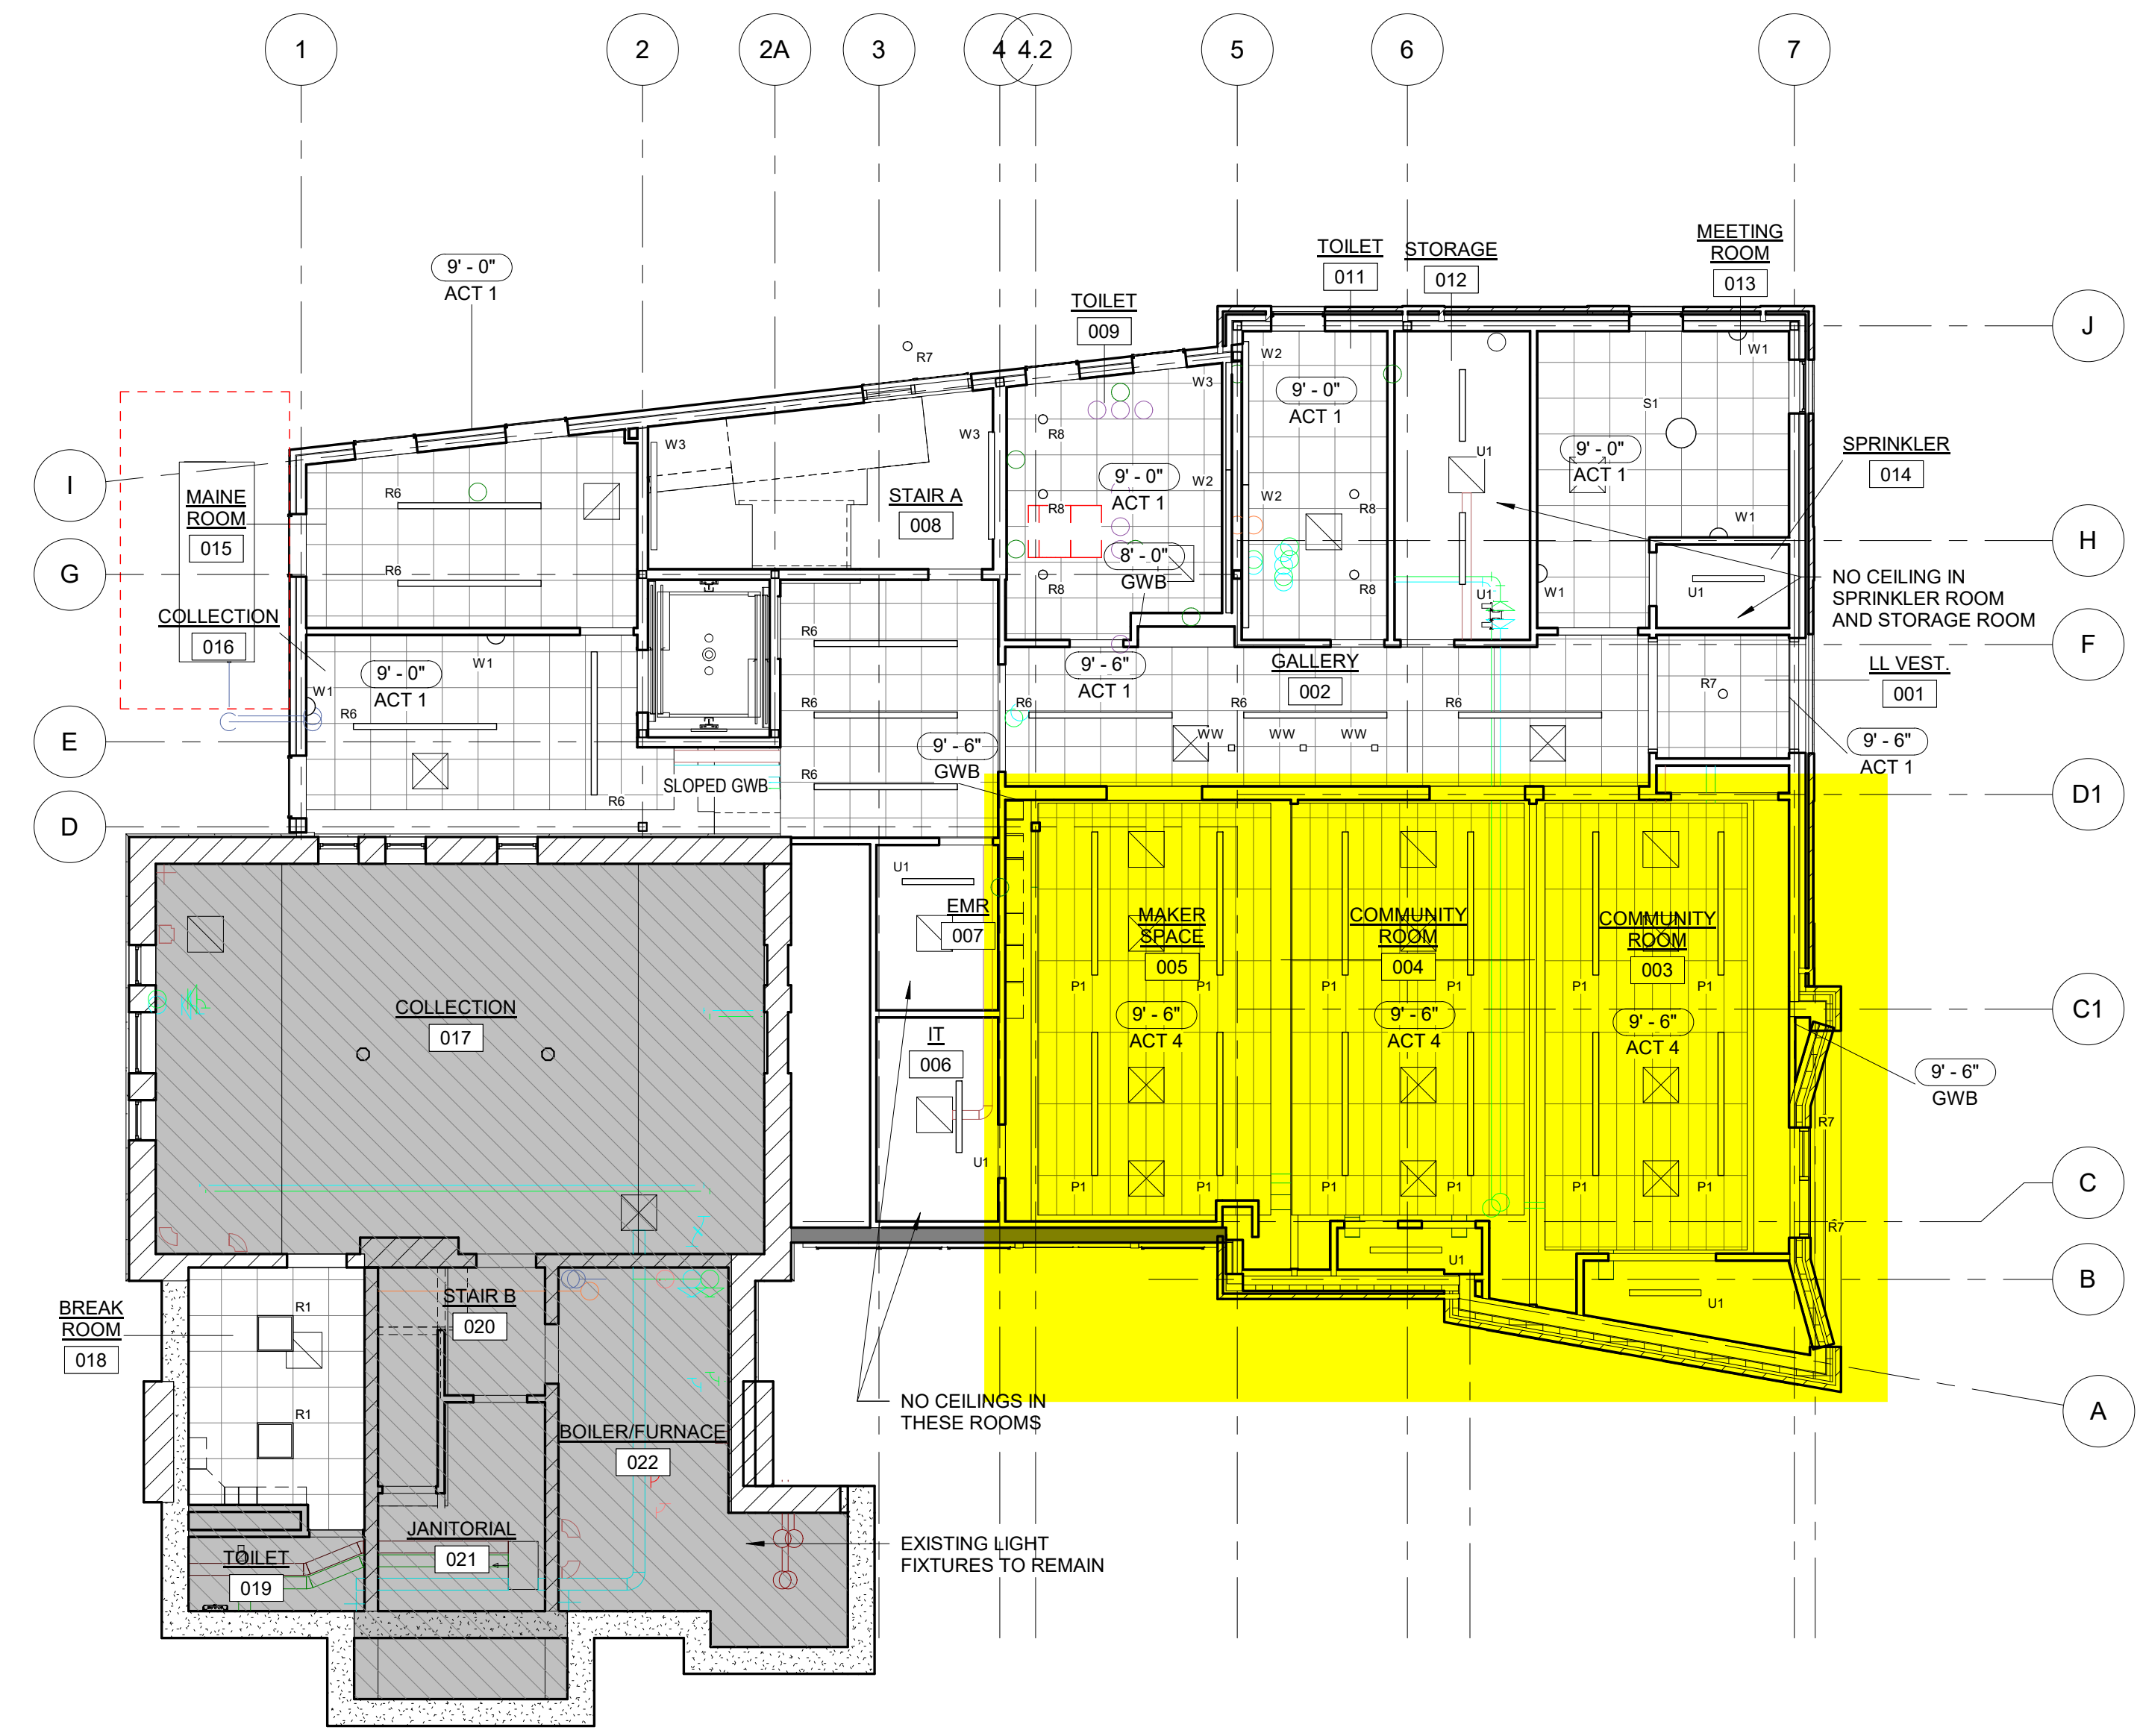 1
2
2A
3
4
4.2
5
6
7
MEETING
ROOM
013
TOILET
011
STORAGE
012
9' - 0"
ACT 1
TOILET
009
J
R7
W2
W1
W3
9' - 0"
ACT 1
S1
R8
W3
W3
U1
9' - 0"
ACT 1
SPRINKLER
014
I
MAINE
ROOM
015
R6
STAIR A
008
9' - 0"
ACT 1
W2
W2
R8
R8
W1
H
8' - 0"
GWB
G
R6
R8
R8
U1
W1
U1
NO CEILING IN
SPRINKLER ROOM
AND STORAGE ROOM
COLLECTION
016
R6
F
W1
9' - 0"
ACT 1
9' - 6"
ACT 1
GALLERY
002
LL VEST.
001
R7
W1
R6
R6
R6
R6
R6
WW
WW
WW
E
9' - 6"
GWB
9' - 6"
ACT 1
SLOPED GWB
R6
R6
D1
D
U1
EMR
007
MAKER
SPACE
005
COMMUNITY
ROOM
004
COMMUNITY
ROOM
003
P1
P1
P1
P1
P1
P1
COLLECTION
017
9' - 6"
ACT 4
9' - 6"
ACT 4
9' - 6"
ACT 4
C1
IT
006
9' - 6"
GWB
R7
U1
P1
P1
P1
P1
P1
P1
C
R7
U1
B
STAIR B
020
U1
BREAK
ROOM
018
R1
R1
NO CEILINGS IN
THESE ROOMS
A
BOILER/FURNACE
022
JANITORIAL
021
EXISTING LIGHT
FIXTURES TO REMAIN
TOILET
019